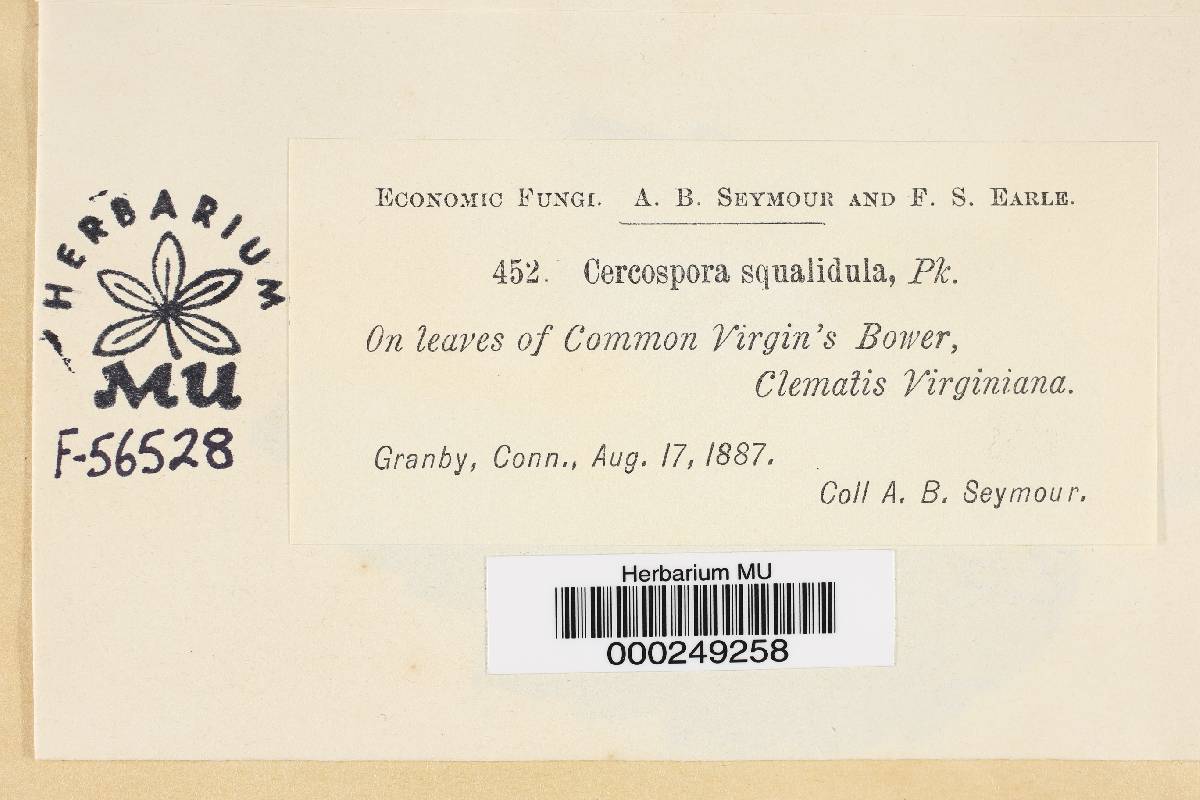 HERBARIUM
MU
F-56528
ECONOMIC FUNGI. A. B. SEYMOUR AND F. S. EARLE.
452. Cercospora squalidula, Pk.
On leaves of Common Virgin's Bower,
Clematis Virginiana.
Granby, Conn., Aug. 17, 1887.
Coll A. B. Seymour.
Herbarium MU
000249258